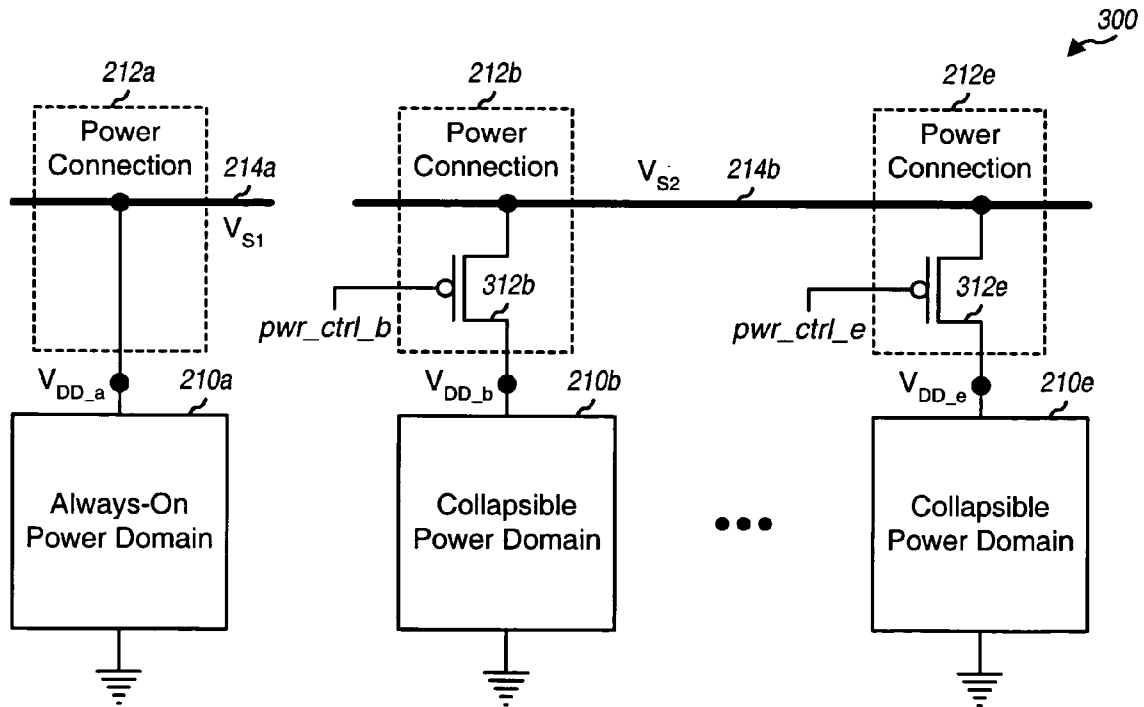 300
212a
212b
212e
Power
Connection
Power
Connection
Power
Connection
214a
V_S1
V_S2
214b
312b
312e
pwr_ctrl_b
pwr_ctrl_e
V_DD_a
210a
V_DD_b
210b
V_DD_e
210e
Always-On
Power Domain
Collapsible
Power Domain
Collapsible
Power Domain